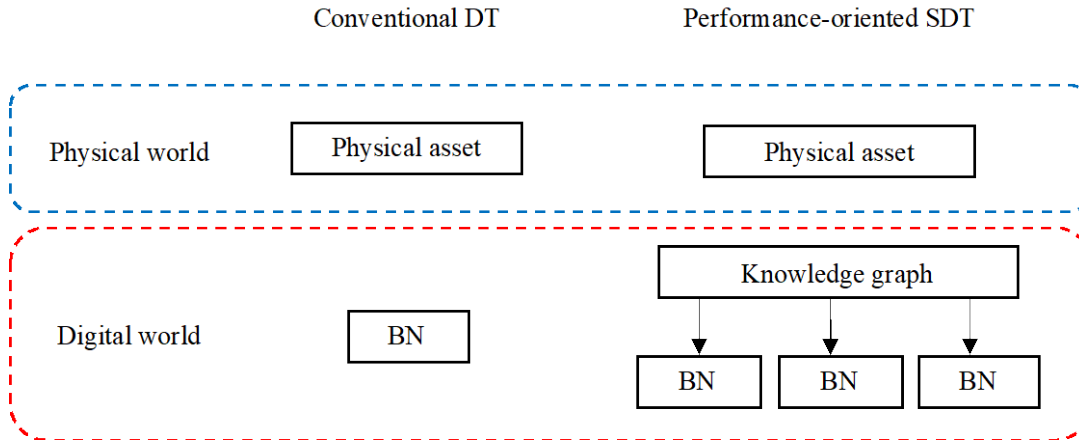 Conventional DT
Performance-oriented SDT
Physical world
Physical asset
Physical asset
Knowledge graph
Digital world
BN
BN
BN
BN